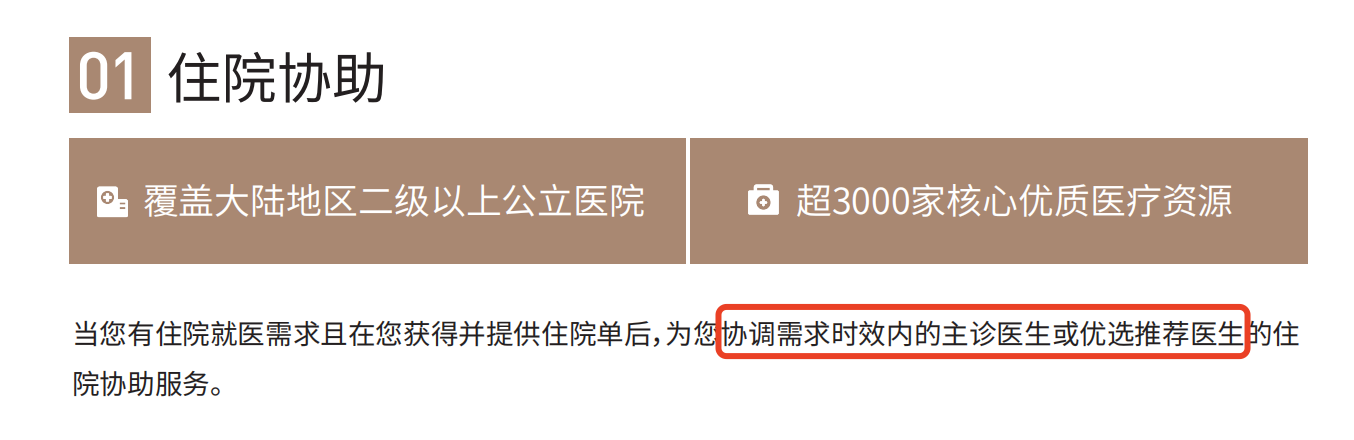 01 住院协助
覆盖大陆地区二级以上公立医院
超3000家核心优质医疗资源
当您有住院就医需求且在您获得并提供住院单后，为您协调需求时效内的主诊医生或优选推荐医生的住
院协助服务。